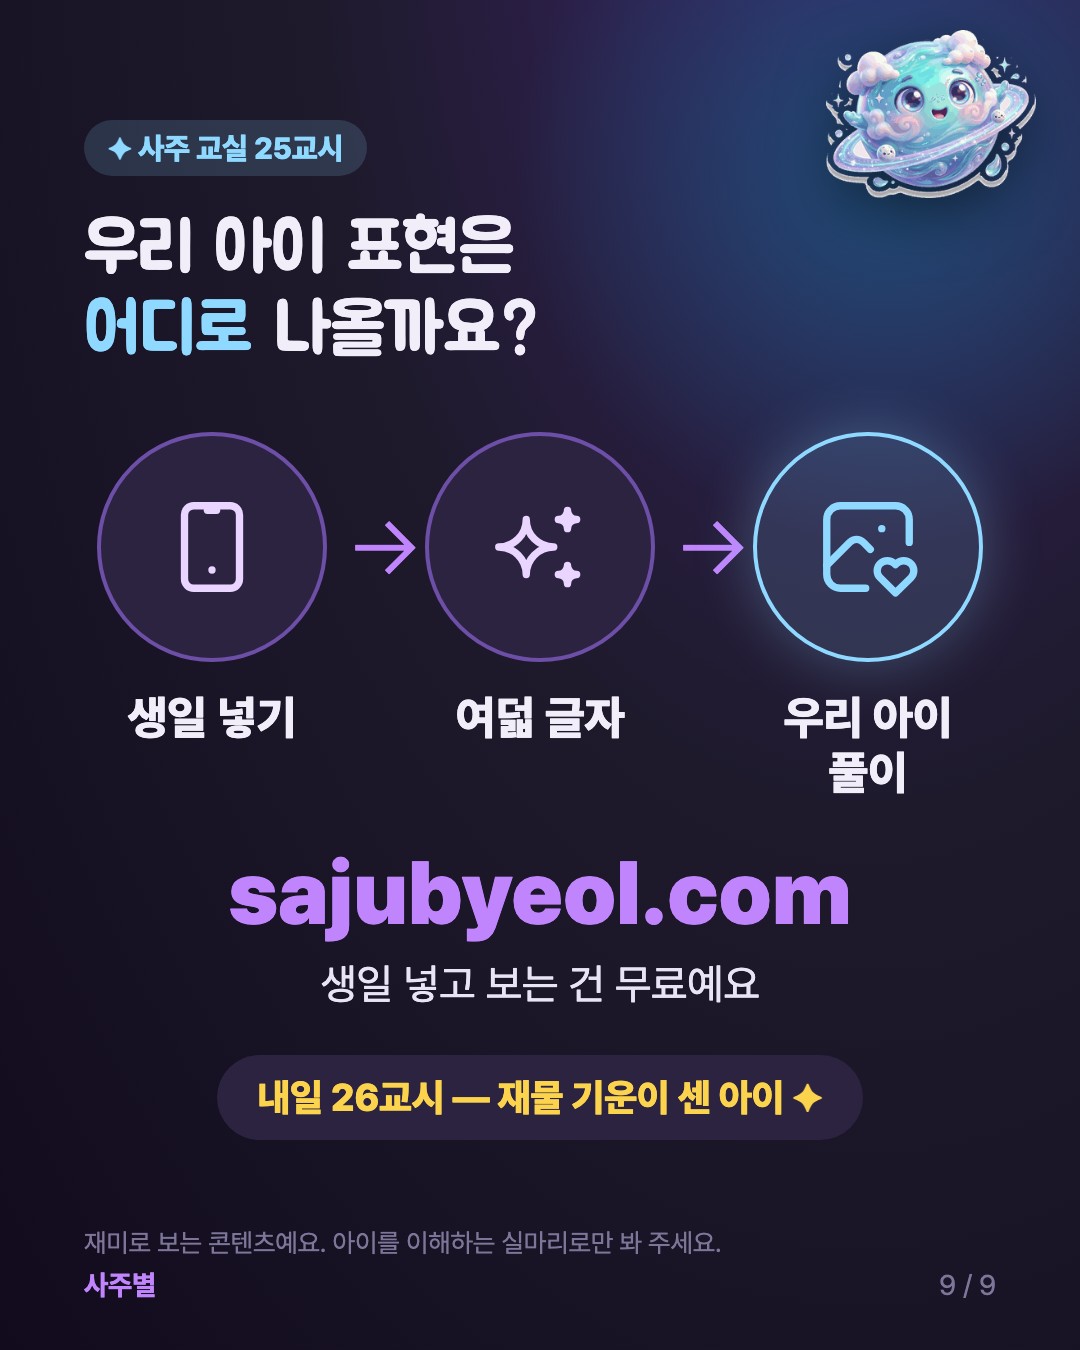 ✦ 사주 교실 25교시
우리 아이 표현은
어디로 나올까요?
생일 넣기
여덟 글자
우리 아이
풀이
sajubyeol.com
생일 넣고 보는 건 무료예요
내일 26교시 — 재물 기운이 센 아이 ✦
재미로 보는 콘텐츠예요. 아이를 이해하는 실마리로만 봐 주세요.
사주별
9 / 9